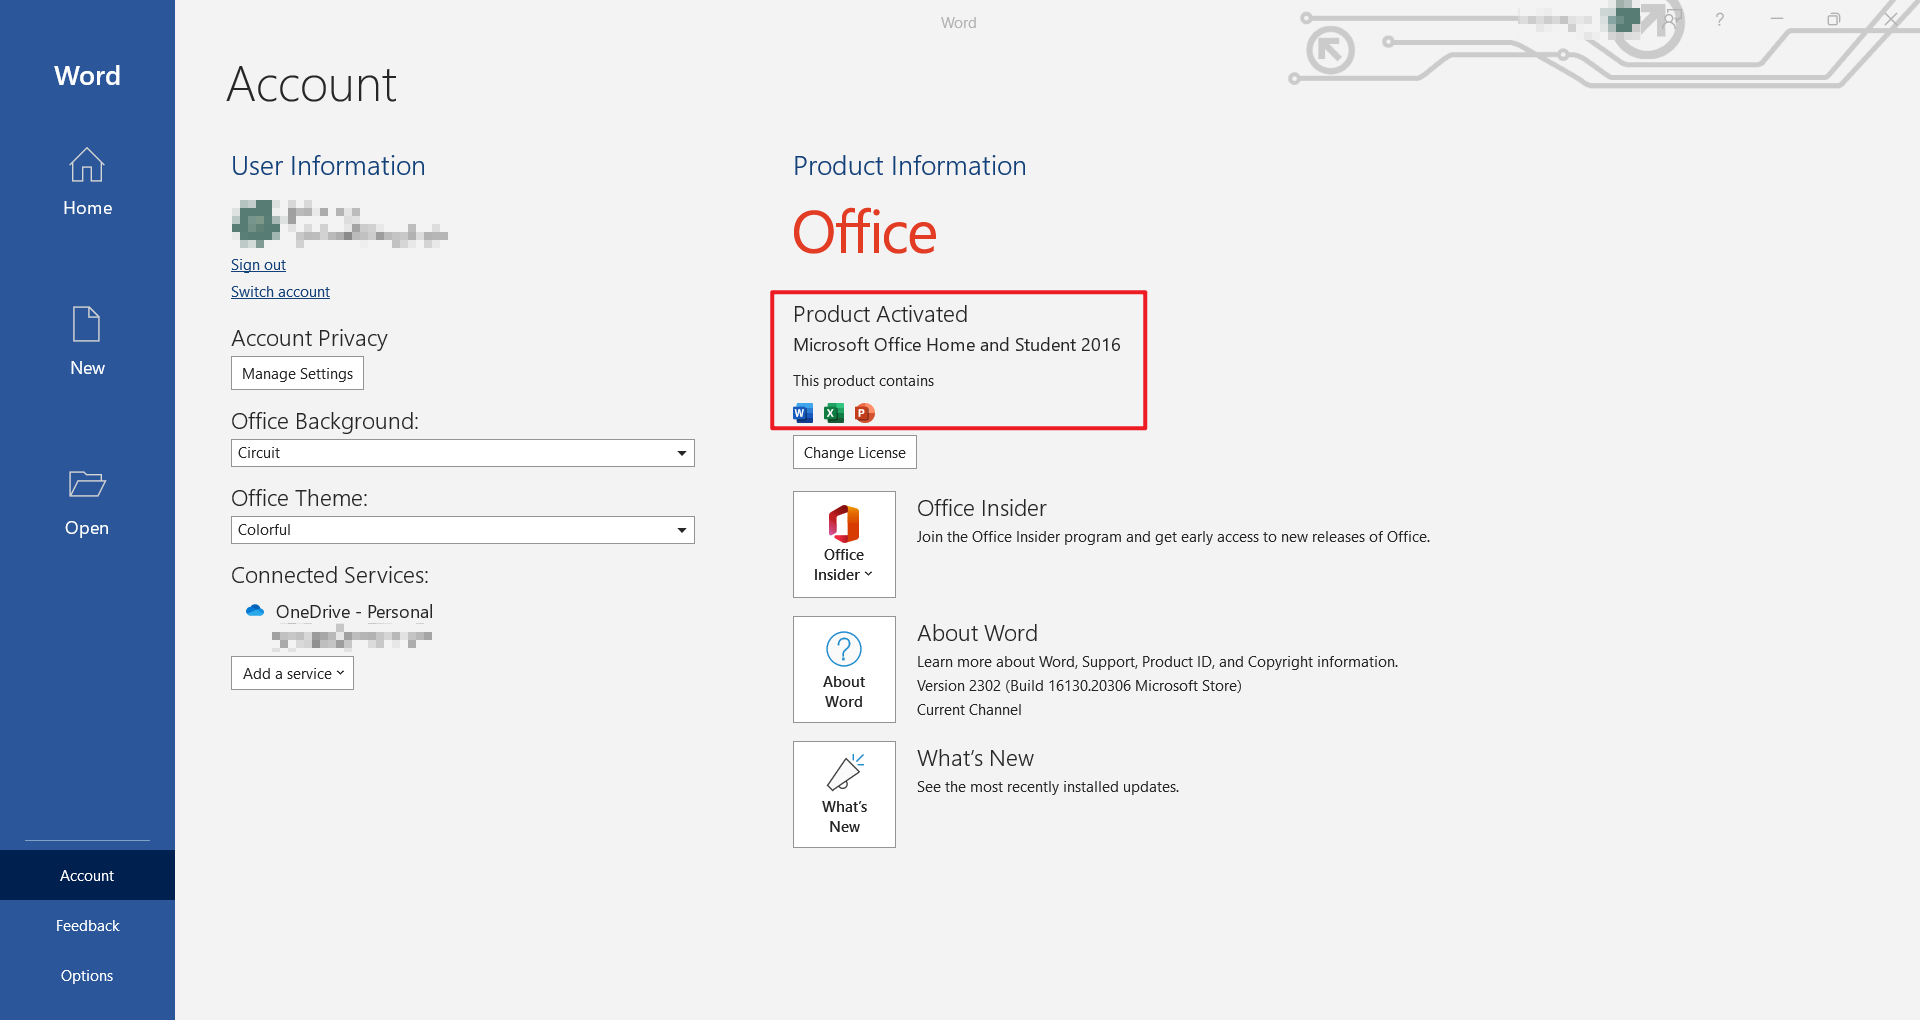 Word
Word
Home
New
Open
Account
Feedback
Options
Account
User Information
Sign out
Switch account
Account Privacy
Manage Settings
Office Background:
Circuit
Office Theme:
Colorful
Connected Services:
OneDrive - Personal
Add a service
Product Information
Office
Product Activated
Microsoft Office Home and Student 2016
This product contains
W X P
Change License
Office
Insider
Office Insider
Join the Office Insider program and get early access to new releases of Office.
About
Word
About Word
Learn more about Word, Support, Product ID, and Copyright information.
Version 2302 (Build 16130.20306 Microsoft Store)
Current Channel
What's
New
What's New
See the most recently installed updates.